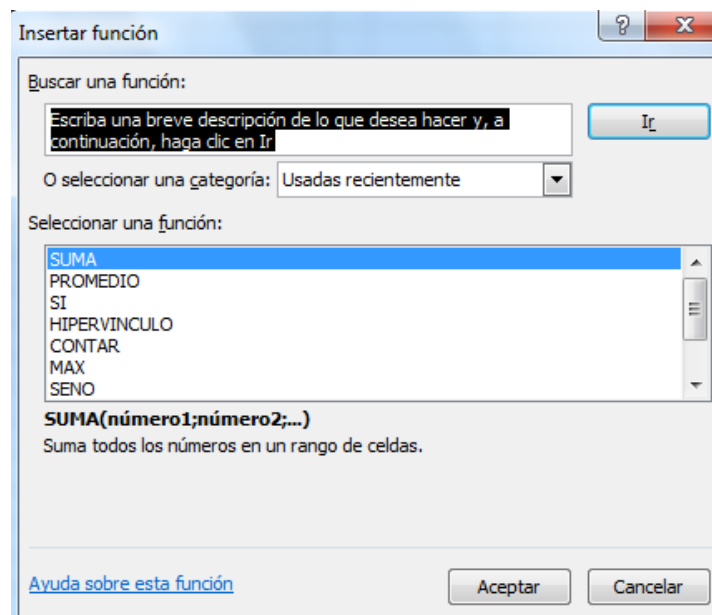 Insertar función
Buscar una función:
Escriba una breve descripción de lo que desea hacer y, a
continuación, haga clic en Ir
Ir
O seleccionar una categoría: Usadas recientemente
Seleccionar una función:
SUMA
PROMEDIO
SI
HIPERVINCULO
CONTAR
MAX
SENO
SUMA(número1;número2;...)
Suma todos los números en un rango de celdas.
Ayuda sobre esta función
Aceptar
Cancelar